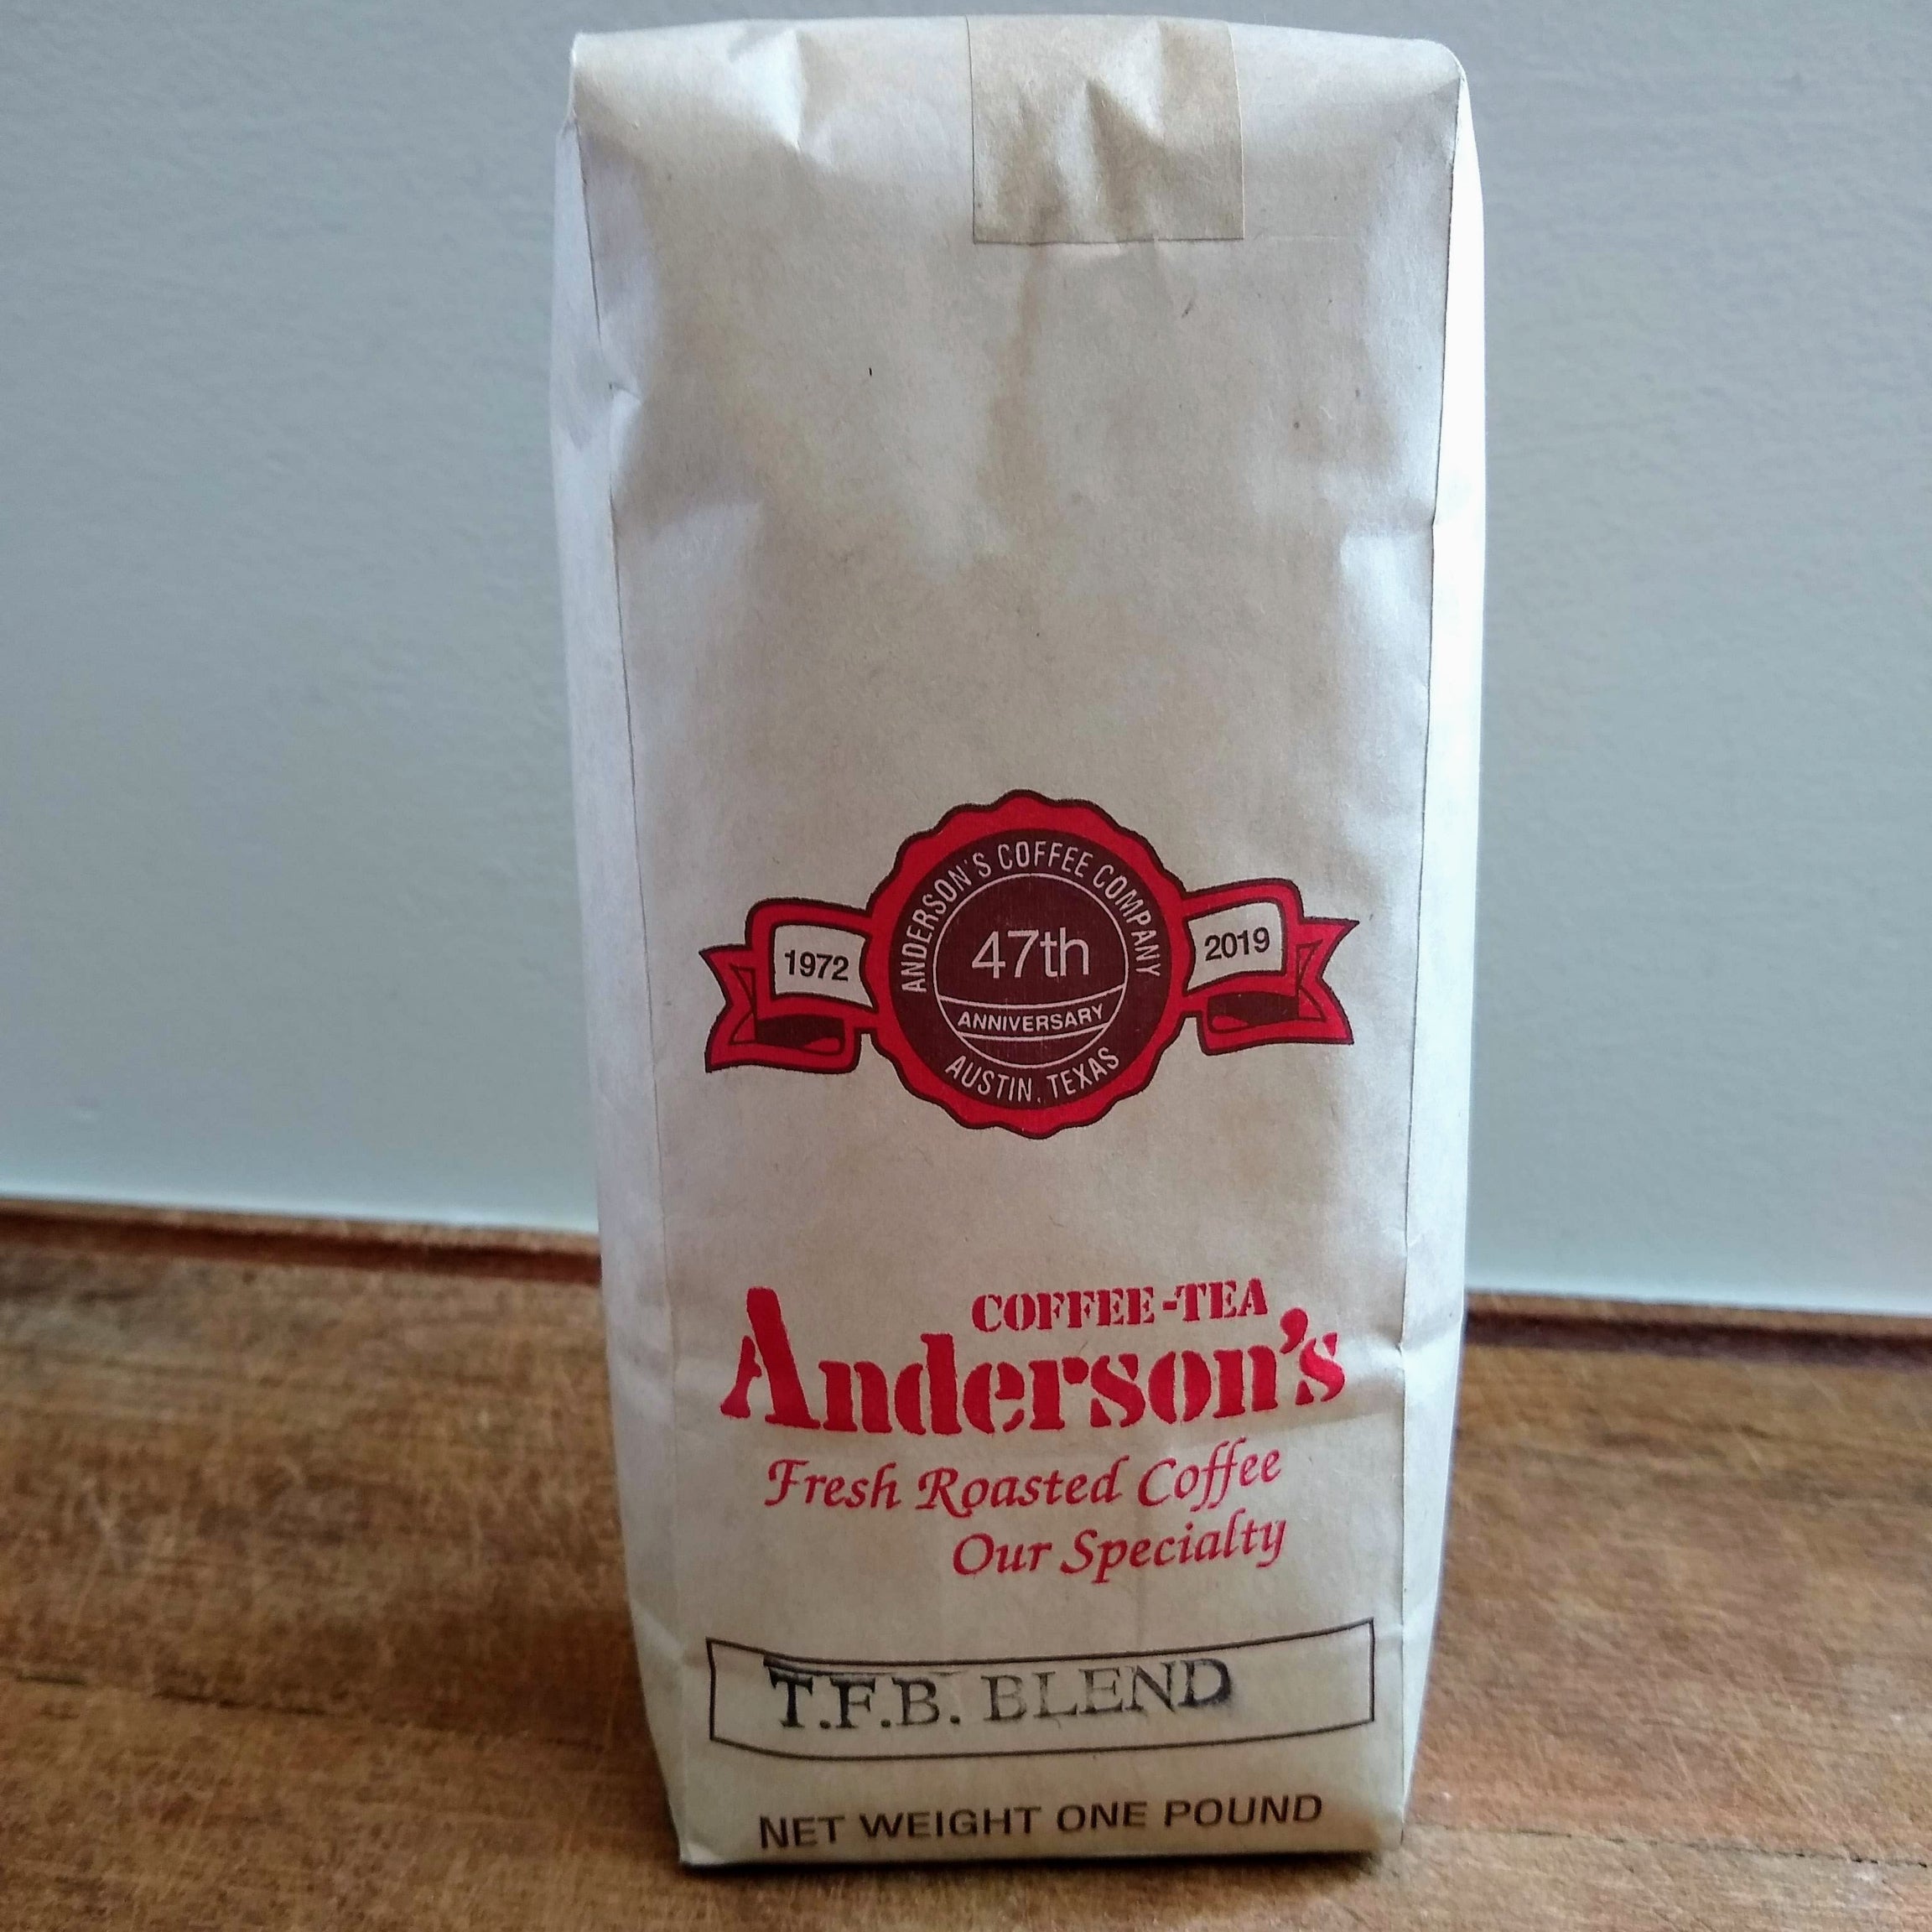 ANDERSON'S COFFEE COMPANY
1972
47th
2019
ANNIVERSARY
AUSTIN, TEXAS
COFFEE-TEA
Anderson's
Fresh Roasted Coffee
Our Specialty
T.F.B. BLEND
NET WEIGHT ONE POUND